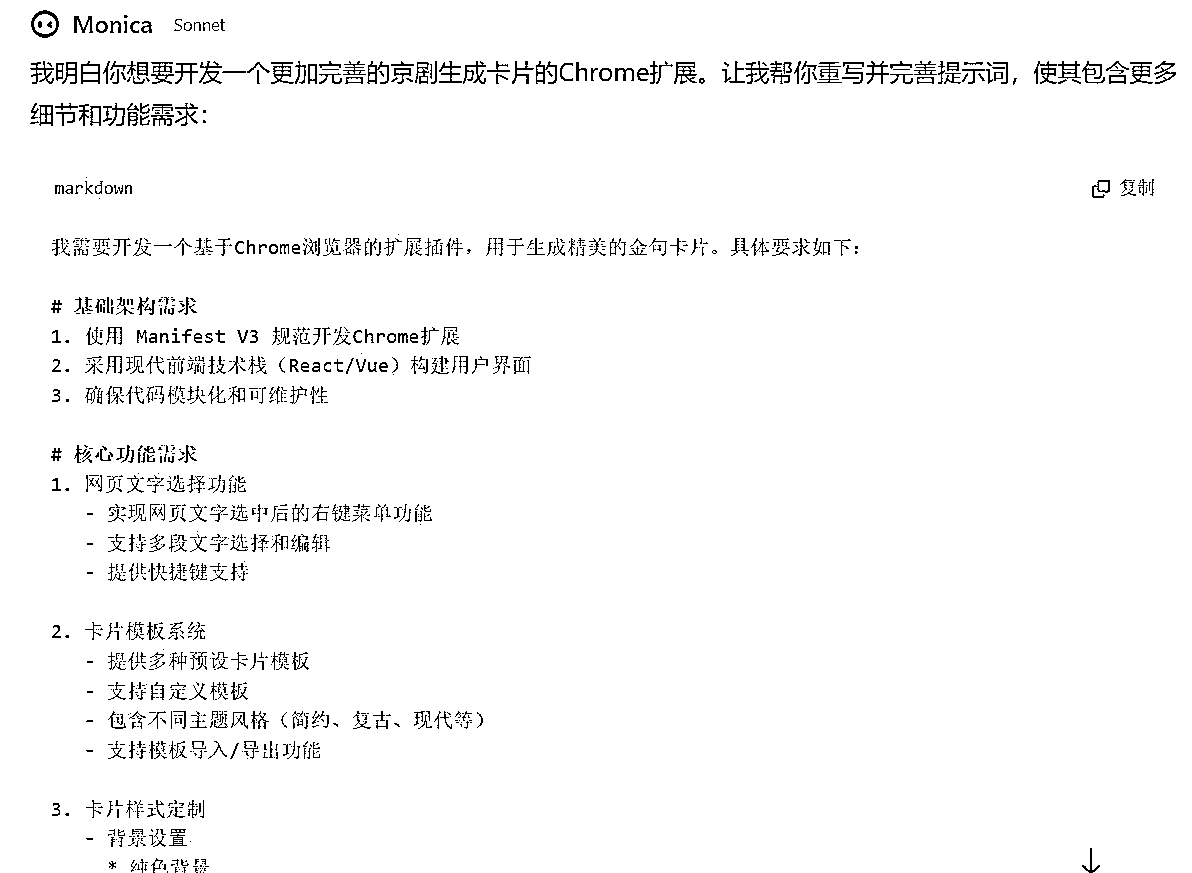 Monica Sonnet
我明白你想要开发一个更加完善的京剧生成卡片的Chrome扩展。让我帮你重写并完善提示词，使其包含更多
细节和功能需求：
markdown 复制
我需要开发一个基于Chrome浏览器的扩展插件，用于生成精美的金句卡片。具体要求如下：
# 基础架构需求
1. 使用 Manifest V3 规范开发Chrome扩展
2. 采用现代前端技术栈（React/Vue）构建用户界面
3. 确保代码模块化和可维护性
# 核心功能需求
1. 网页文字选择功能
- 实现网页文字选中后的右键菜单功能
- 支持多段文字选择和编辑
- 提供快捷键支持
2. 卡片模板系统
- 提供多种预设卡片模板
- 支持自定义模板
- 包含不同主题风格（简约、复古、现代等）
- 支持模板导入/导出功能
3. 卡片样式定制
- 背景设置
* 纯色背景